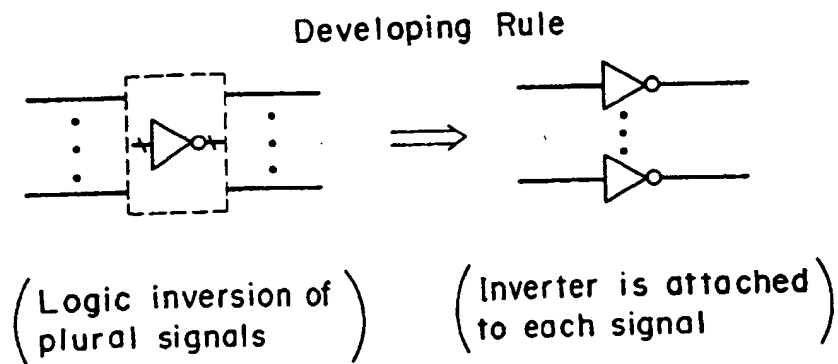 Developing Rule
(Logic inversion of
plural signals)
(Inverter is attached
to each signal)